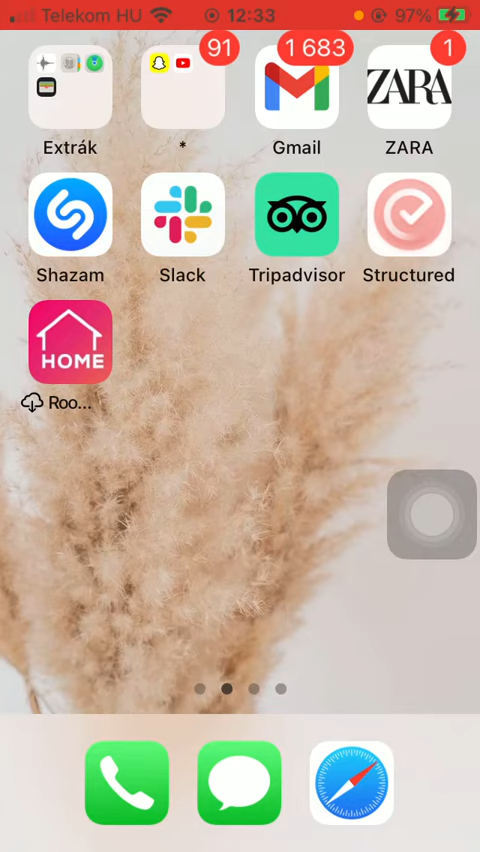 Telekom HU 12:33 97%
91 1 683 1
ZARA
Extrák * Gmail ZARA
Shazam Slack Tripadvisor Structured
HOME
Roo...